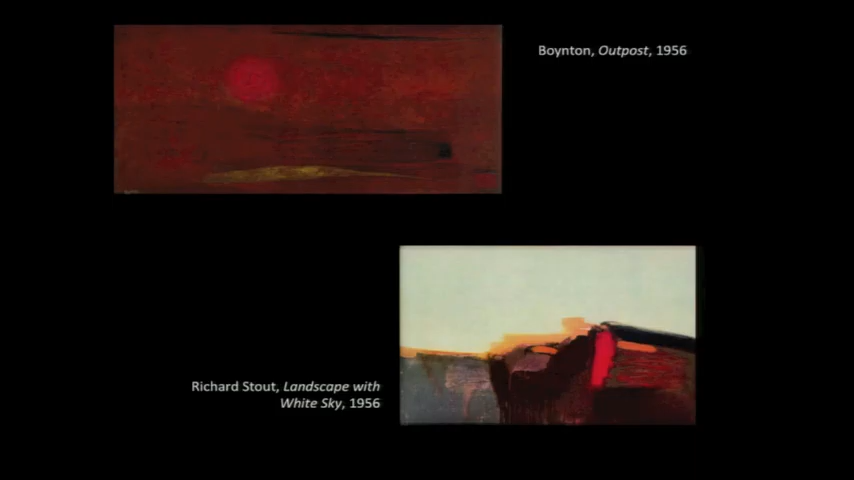 Boynton, Outpost, 1956
Richard Stout, Landscape with
White Sky, 1956